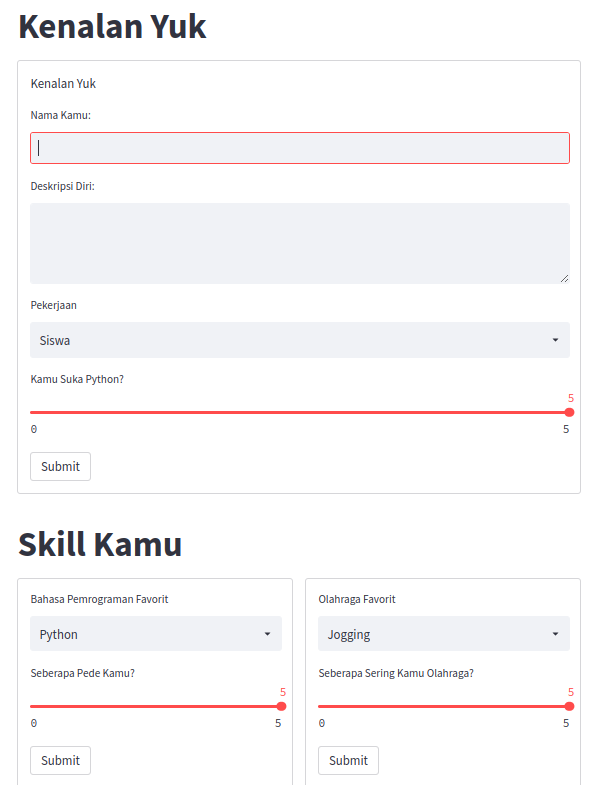 Kenalan Yuk
Kenalan Yuk
Nama Kamu:
Deskripsi Diri:
Pekerjaan
Siswa
Kamu Suka Python?
5
0 5
Submit
Skill Kamu
Bahasa Pemrograman Favorit
Python
Seberapa Pede Kamu?
5
0 5
Submit
Olahraga Favorit
Jogging
Seberapa Sering Kamu Olahraga?
5
0 5
Submit